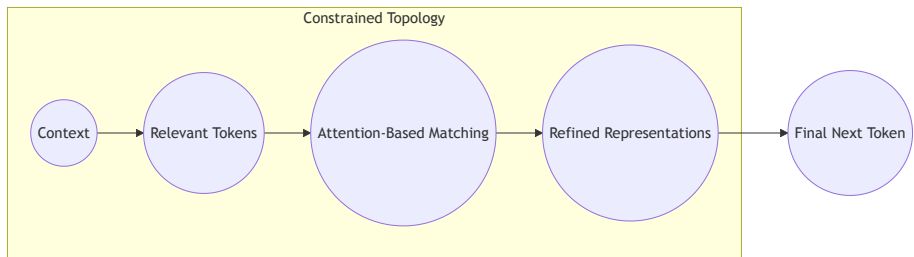 Constrained Topology
Context
Relevant Tokens
Attention-Based Matching
Refined Representations
Final Next Token